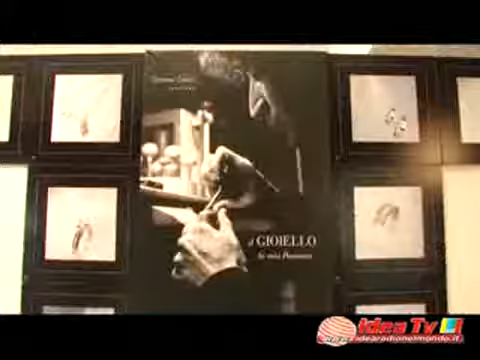 il GIOIELLO
la mia Passione
Idea Tv
www.idearadionelmondo.it